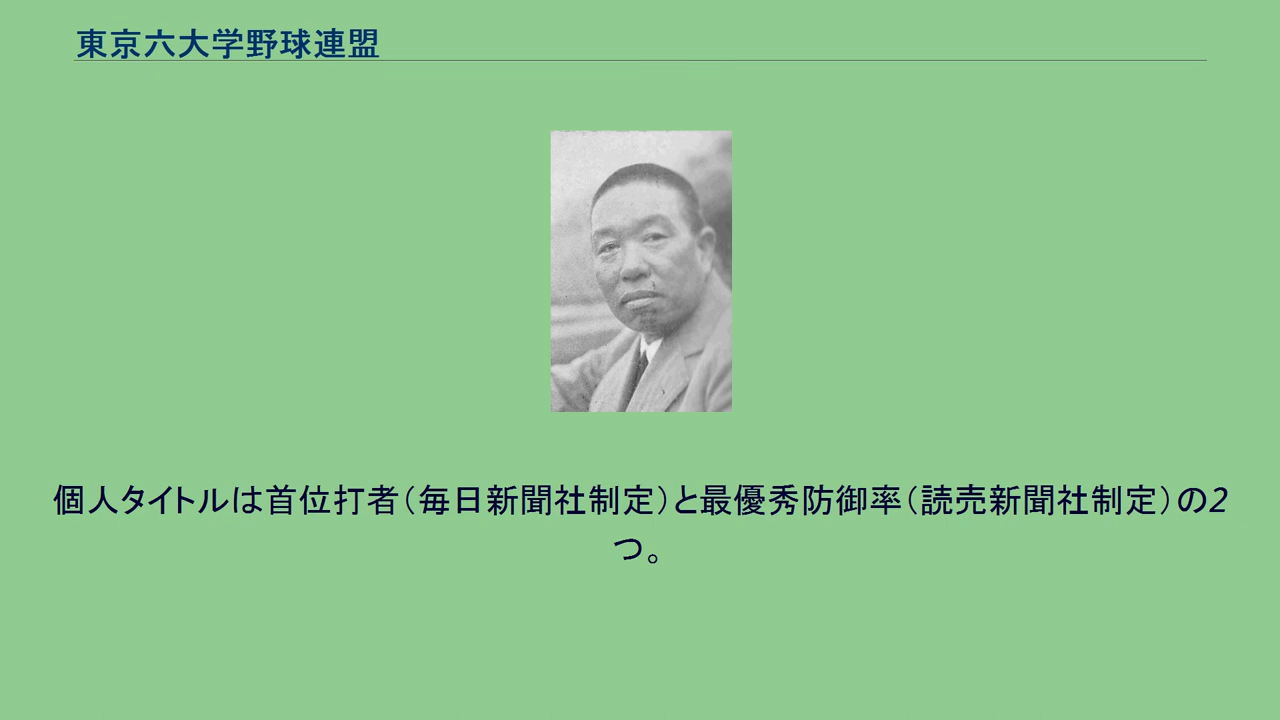 東京六大学野球連盟
個人タイトルは首位打者（毎日新聞社制定）と最優秀防御率（読売新聞社制定）の2
つ。